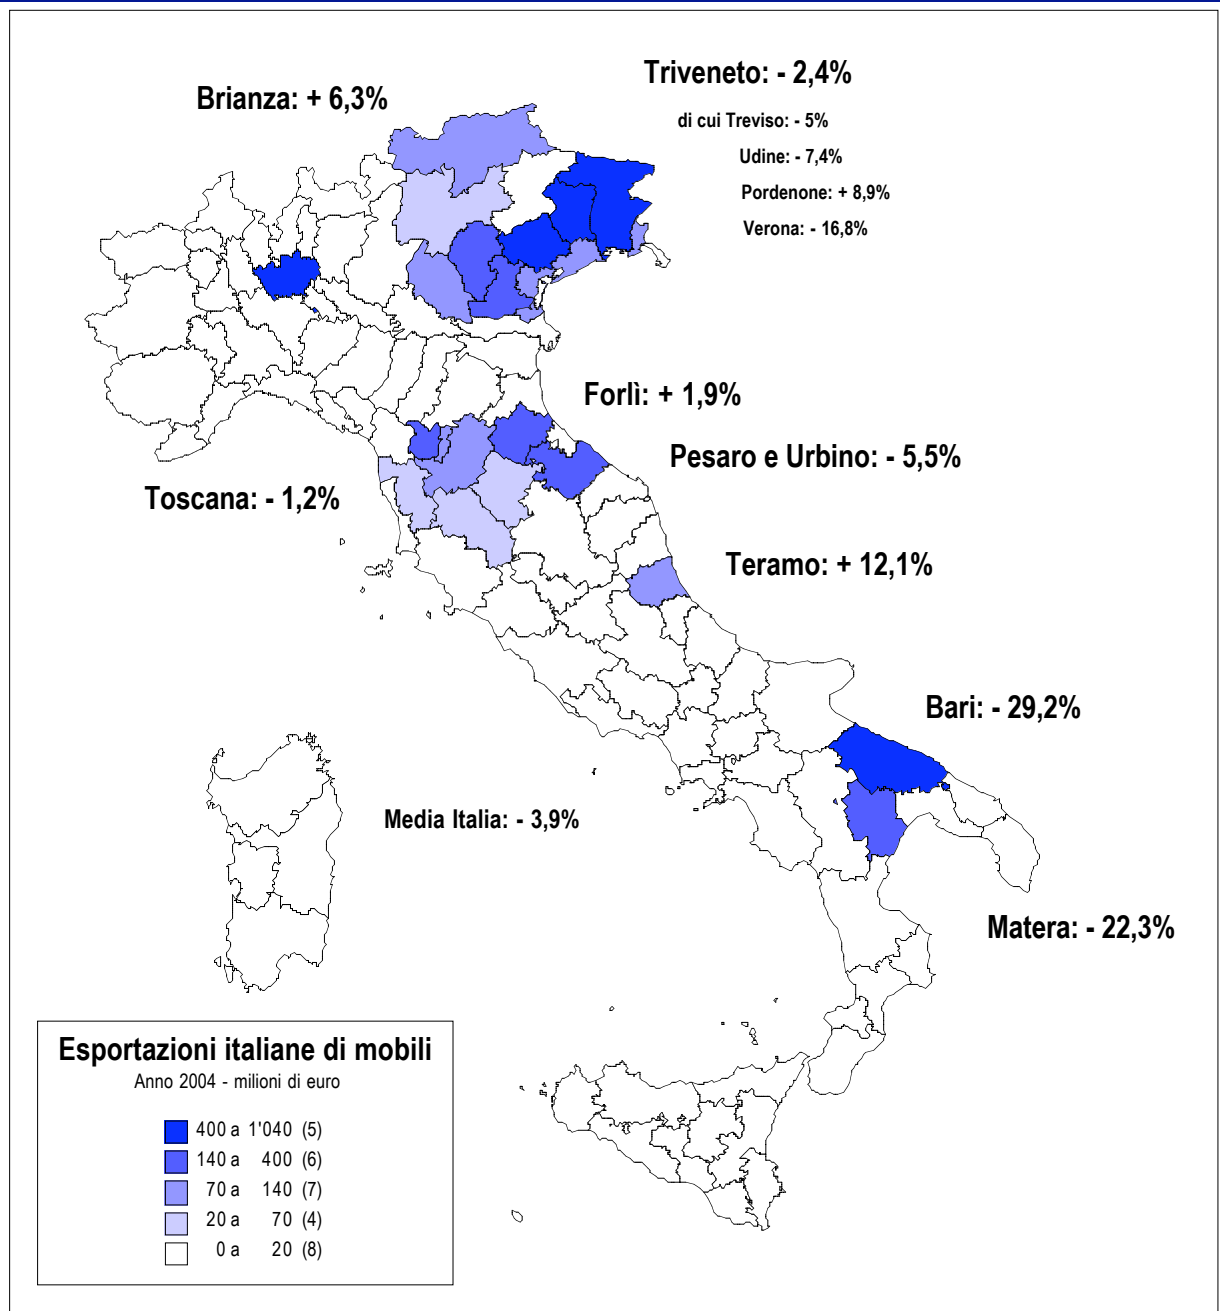 Triveneto: - 2,4%
Brianza: + 6,3%
di cui Treviso: - 5%
Udine: - 7,4%
Pordenone: + 8,9%
Verona: - 16,8%
Forlì: + 1,9%
Pesaro e Urbino: - 5,5%
Toscana: - 1,2%
Teramo: + 12,1%
Bari: - 29,2%
Media Italia: - 3,9%
Matera: - 22,3%
Esportazioni italiane di mobili
Anno 2004 - milioni di euro
400 a 1'040 (5)
140 a 400 (6)
70 a 140 (7)
20 a 70 (4)
0 a 20 (8)